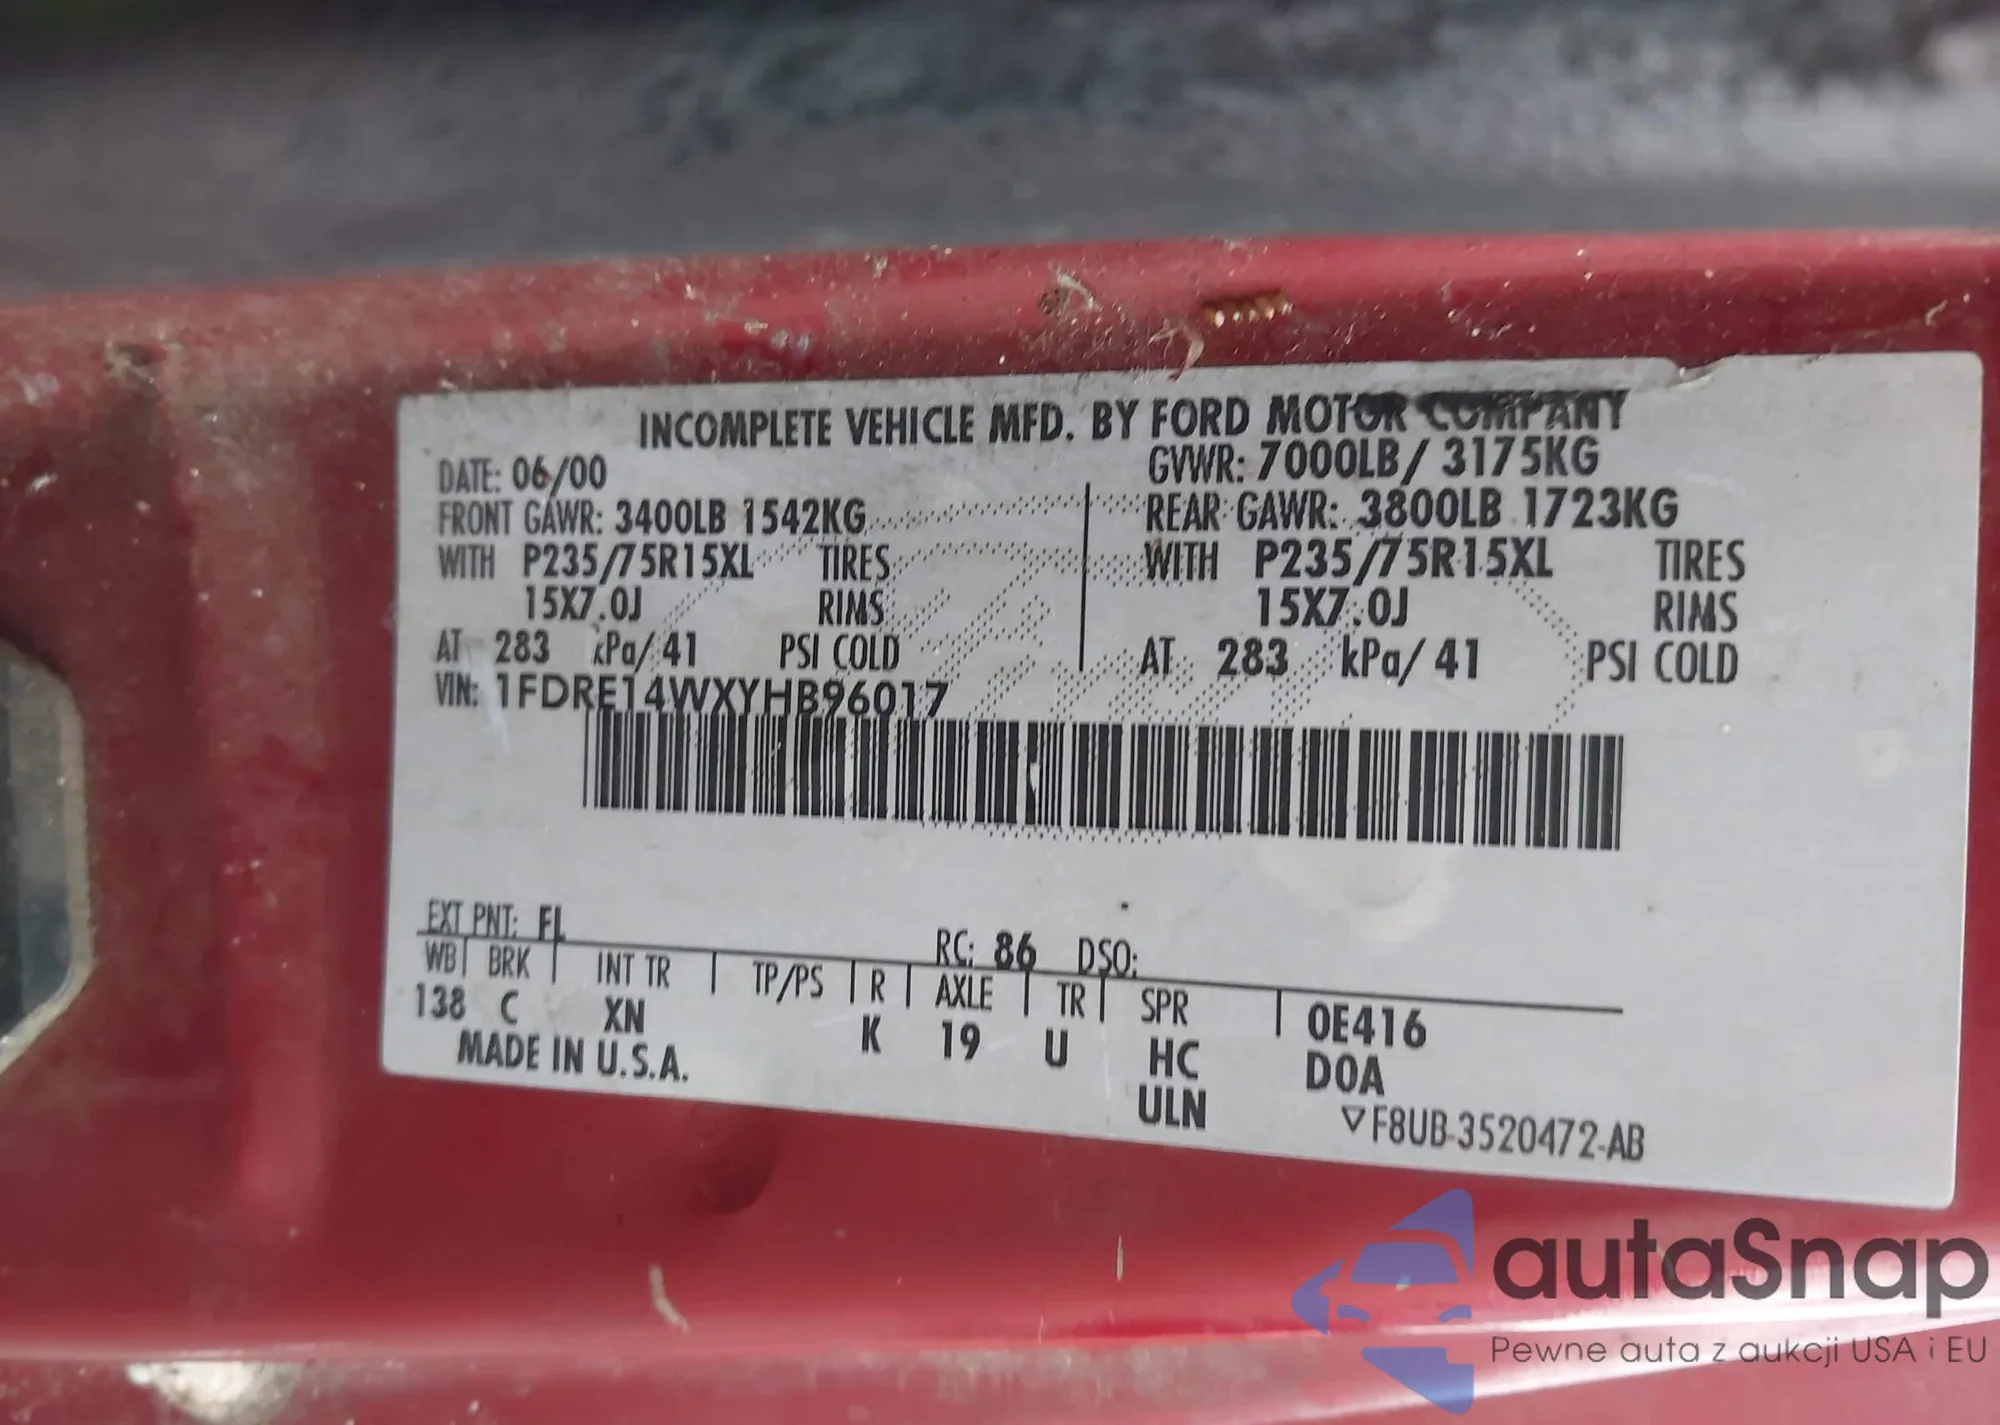 INCOMPLETE VEHICLE MFD. BY FORD MOTOR COMPANY
DATE: 06/00 GVWR: 7000LB/ 3175KG
FRONT GAWR: 3400LB 1542KG REAR GAWR: 3800LB 1723KG
WITH P235/75R15XL TIRES WITH P235/75R15XL TIRES
15X7.0J RIMS 15X7.0J RIMS
AT 283 kPa/ 41 PSI COLD AT 283 kPa/ 41 PSI COLD
VIN: 1FDRE14WXYHB96017
EXT PNT: FL RC: 86 DSO:
WB BRK INT TR TP/PS R AXLE TR SPR 0E416
138 C XN K 19 U HC D0A
MADE IN U.S.A. ULN
▽F8UB-3520472-AB
autaSnap
Pewne auta z aukcji USA i EU